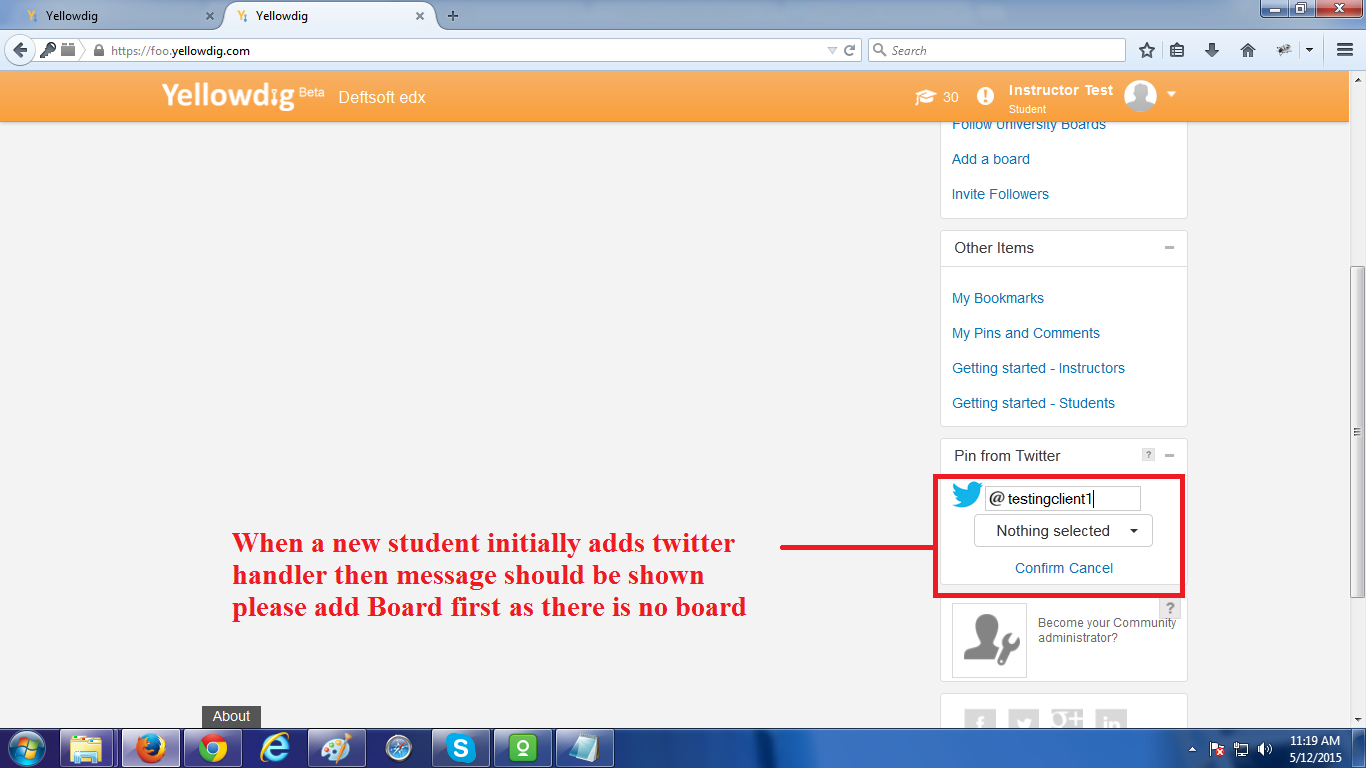 Yellowdig
Yellowdig
https://foo.yellowdig.com
Search
Yellowdig Beta
Deftsoft edx
30
Instructor Test
Student
Follow University Boards
Add a board
Invite Followers
Other Items
My Bookmarks
My Pins and Comments
Getting started - Instructors
Getting started - Students
Pin from Twitter
?
@ testingclient1
Nothing selected
Confirm Cancel
When a new student initially adds twitter
handler then message should be shown
please add Board first as there is no board
?
Become your Community
administrator?
About
11:19 AM
5/12/2015